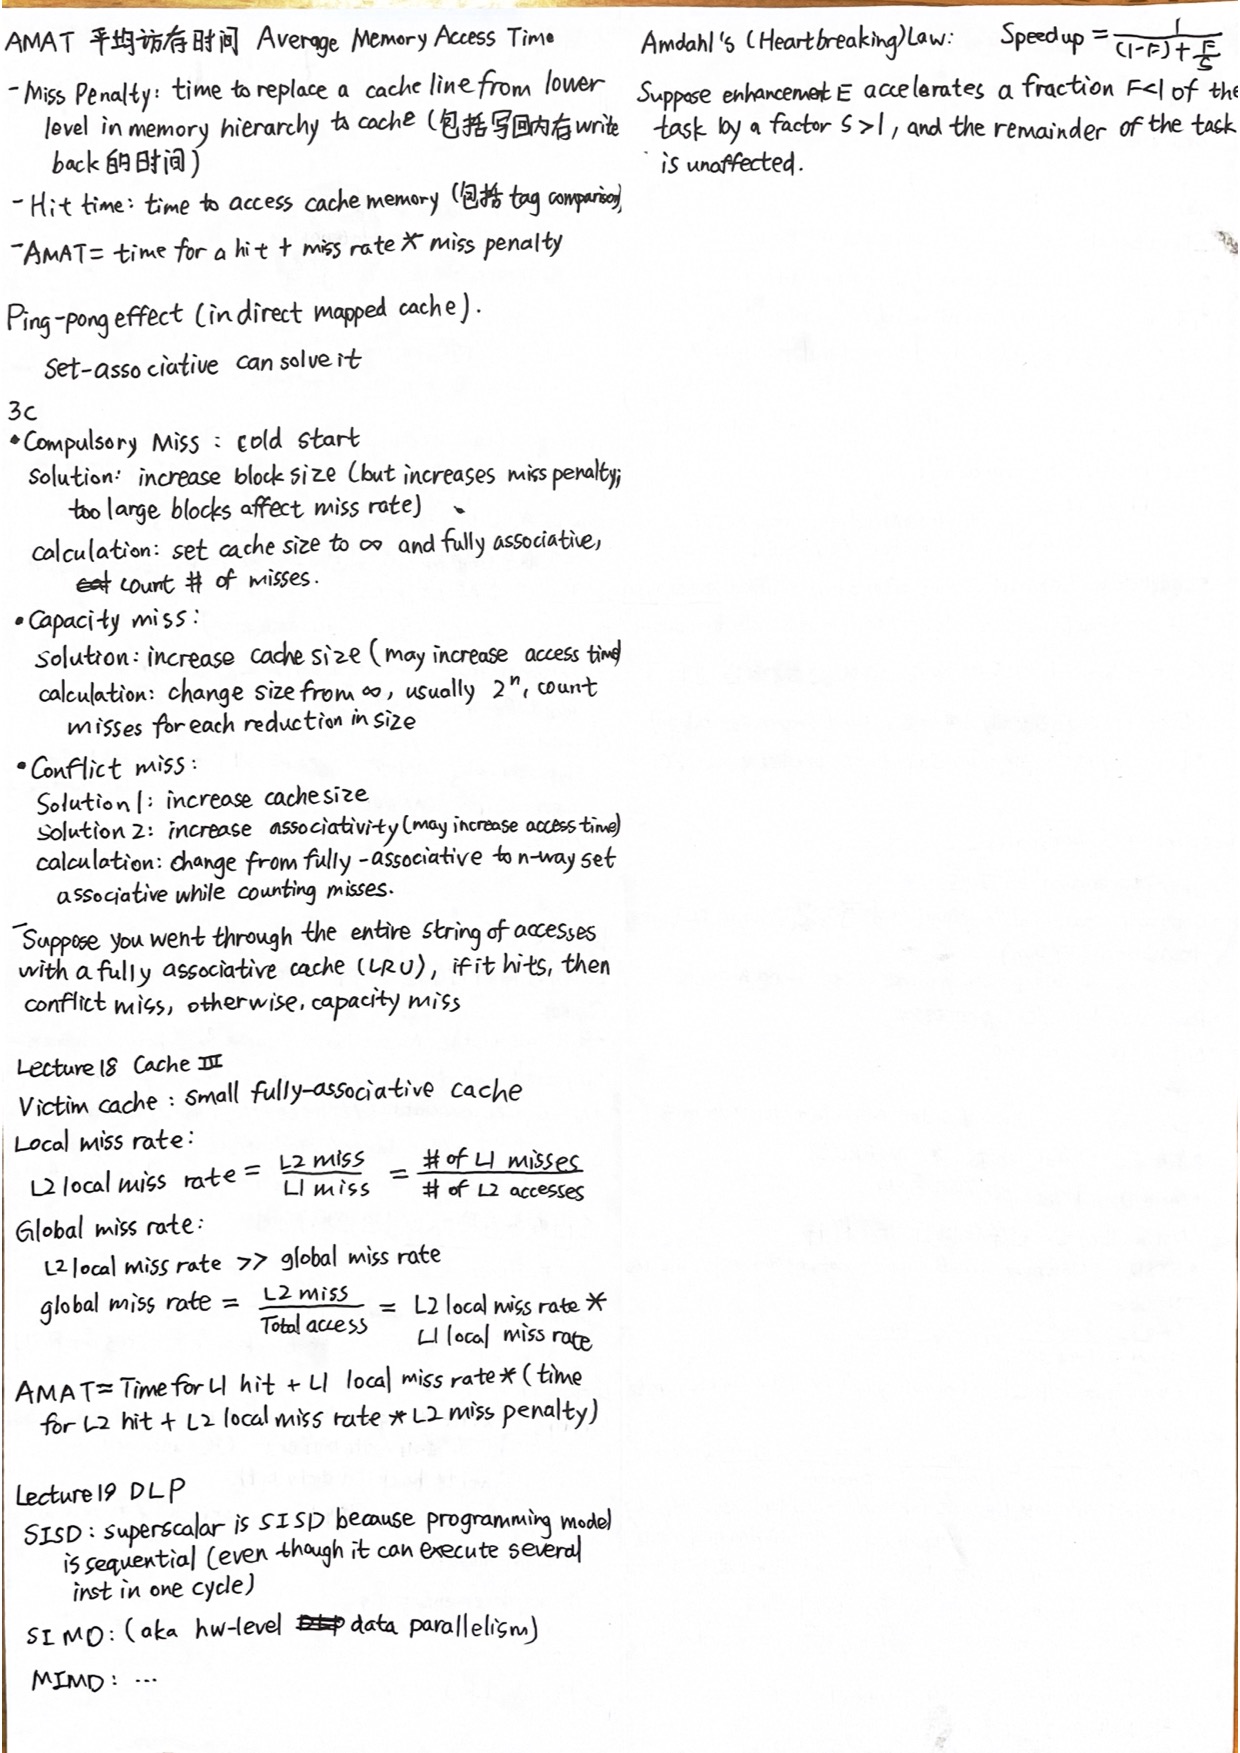 AMAT 平均访存时间 Average Memory Access Time
- Miss Penalty: time to replace a cache line from lower
level in memory hierarchy to cache (包括写回内存write
back的时间)
- Hit time: time to access cache memory (包括 tag comparison)
- AMAT = time for a hit + miss rate * miss penalty
Ping-pong effect (in direct mapped cache).
Set-associative can solve it
3C
• Compulsory Miss: cold start
Solution: increase block size (but increases miss penalty;
too large blocks affect miss rate)
calculation: set cache size to ∞ and fully associative,
count # of misses.
• Capacity miss:
Solution: increase cache size (may increase access time)
calculation: change size from ∞, usually 2ⁿ, count
misses for each reduction in size
• Conflict miss:
Solution 1: increase cache size
Solution 2: increase associativity (may increase access time)
calculation: change from fully-associative to n-way set
associative while counting misses.
- Suppose you went through the entire string of accesses
with a fully associative cache (LRU), if it hits, then
conflict miss, otherwise, capacity miss
Lecture 18 Cache III
Victim cache: small fully-associative cache
Local miss rate:
L2 local miss rate = L2 miss / L1 miss = # of L1 misses / # of L2 accesses
Global miss rate:
L2 local miss rate >> global miss rate
global miss rate = L2 miss / Total access = L2 local miss rate *
L1 local miss rate
AMAT = Time for L1 hit + L1 local miss rate * (time
for L2 hit + L2 local miss rate * L2 miss penalty)
Lecture 19 DLP
SISD: superscalar is SISD because programming model
is sequential (even though it can execute several
inst in one cycle)
SIMD: (aka hw-level data parallelism)
MIMD: ...
Amdahl's (Heartbreaking) Law: Speedup = 1 / ((1-F) + F/S)
Suppose enhancement E accelerates a fraction F<1 of the
task by a factor S>1, and the remainder of the task
is unaffected.